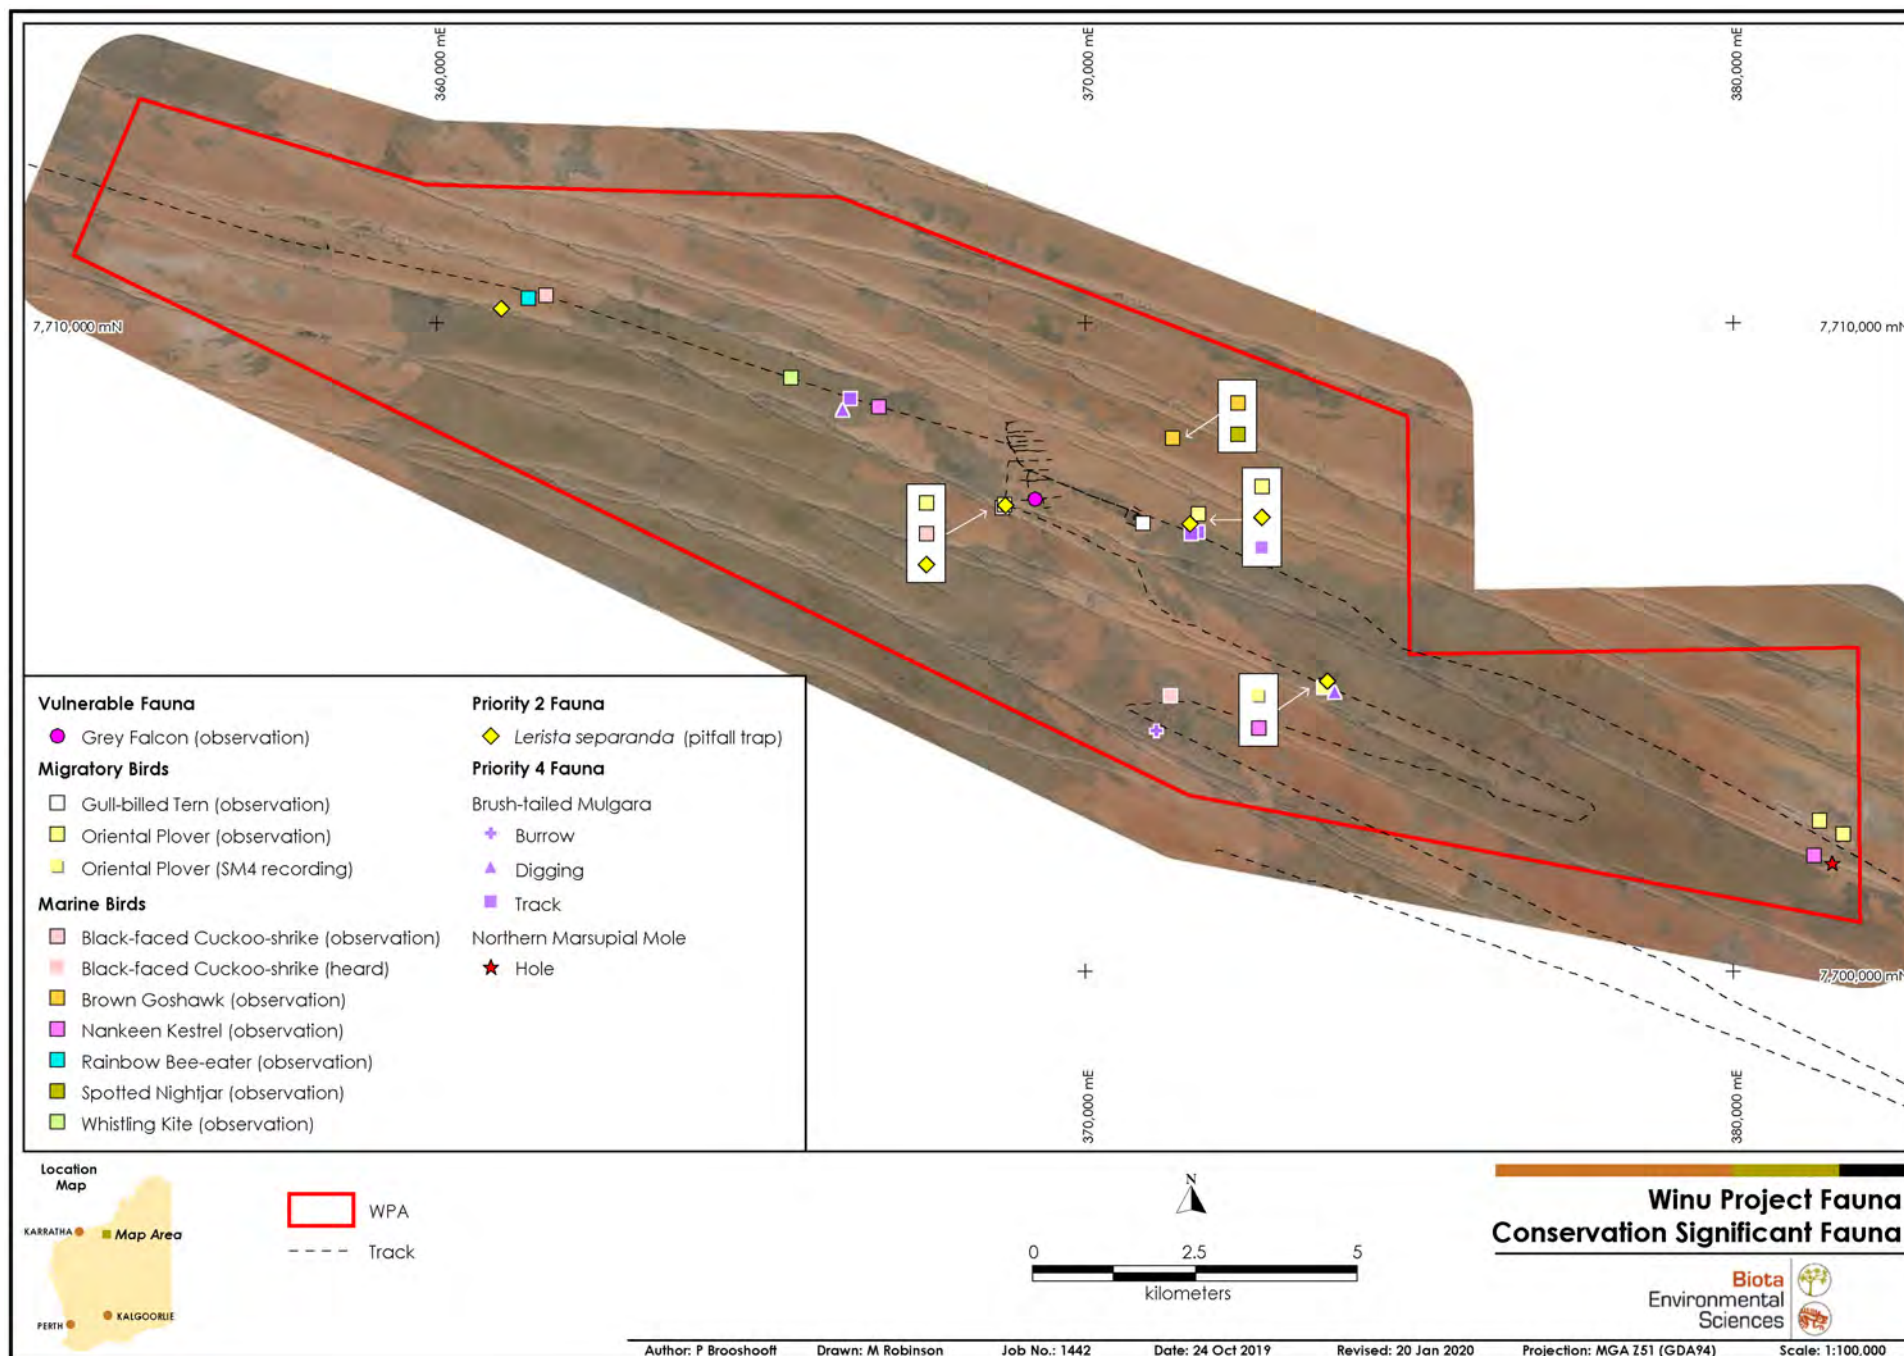 360,000 mE
370,000 mE
380,000 mE
7,710,000 mN
7,710,000 mN
Vulnerable Fauna
Grey Falcon (observation)
Migratory Birds
Gull-billed Tern (observation)
Oriental Plover (observation)
Oriental Plover (SM4 recording)
Marine Birds
Black-faced Cuckoo-shrike (observation)
Black-faced Cuckoo-shrike (heard)
Brown Goshawk (observation)
Nankeen Kestrel (observation)
Rainbow Bee-eater (observation)
Spotted Nightjar (observation)
Whistling Kite (observation)
Priority 2 Fauna
Lerista separanda (pitfall trap)
Priority 4 Fauna
Brush-tailed Mulgara
Burrow
Digging
Track
Northern Marsupial Mole
Hole
7,700,000 mN
370,000 mE
380,000 mE
Location
Map
KARRATHA
Map Area
KALGOORLIE
PERTH
WPA
Track
N
0 2.5 5
kilometers
Winu Project Fauna
Conservation Significant Fauna
Biota
Environmental
Sciences
Author: P Brooshooft Drawn: M Robinson Job No.: 1442 Date: 24 Oct 2019 Revised: 20 Jan 2020 Projection: MGA Z51 (GDA94) Scale: 1:100,000